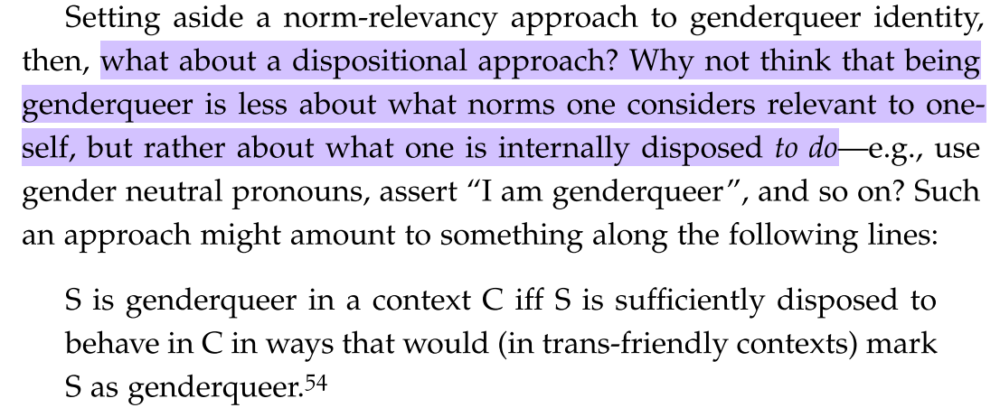 Setting aside a norm-relevancy approach to genderqueer identity,
then, what about a dispositional approach? Why not think that being
genderqueer is less about what norms one considers relevant to one-
self, but rather about what one is internally disposed to do—e.g., use
gender neutral pronouns, assert “I am genderqueer”, and so on? Such
an approach might amount to something along the following lines:
S is genderqueer in a context C iff S is sufficiently disposed to
behave in C in ways that would (in trans-friendly contexts) mark
S as genderqueer.54